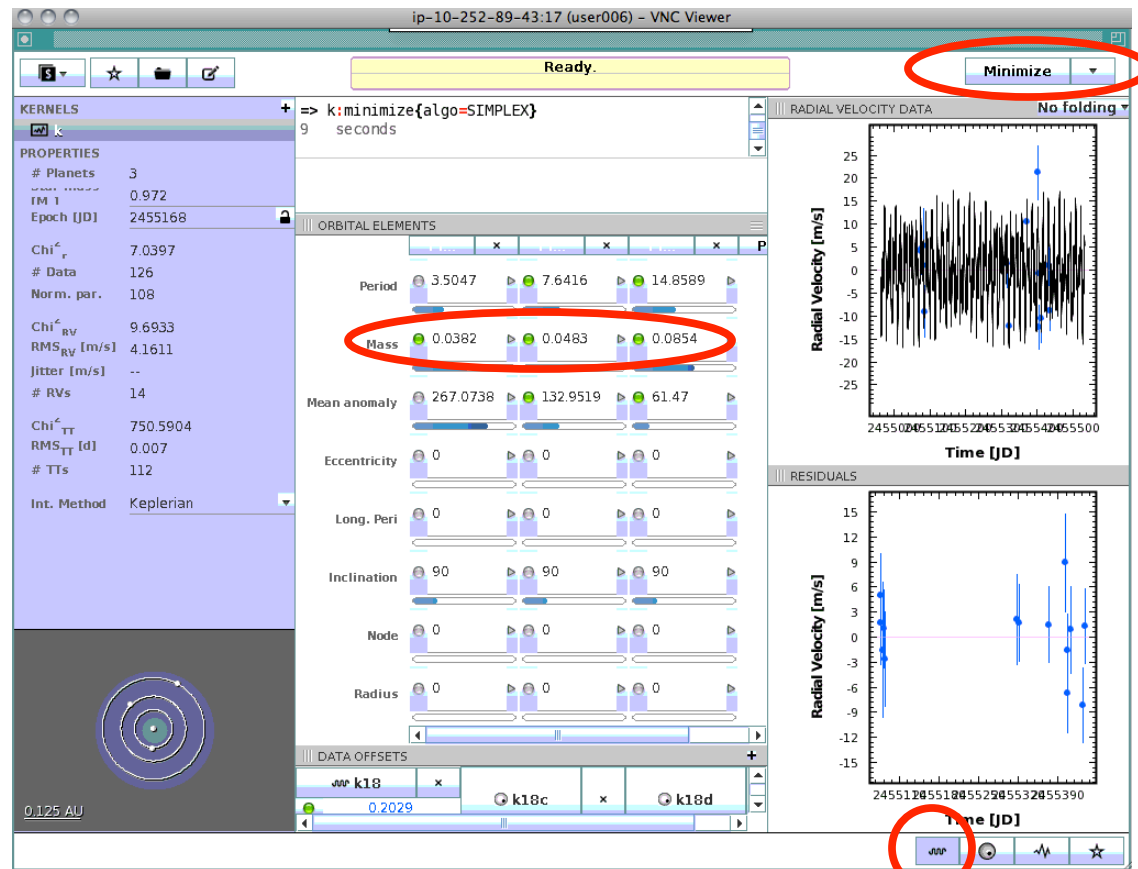 ip-10-252-89-43:17 (user006) – VNC Viewer
Ready.
Minimize
KERNELS +
k
PROPERTIES
# Planets 3
[M ] 0.972
Epoch [JD] 2455168
Chi²r 7.0397
# Data 126
Norm. par. 108
Chi²RV 9.6933
RMSRV [m/s] 4.1611
Jitter [m/s] --
# RVs 14
Chi²TT 750.5904
RMSTT [d] 0.007
# TTs 112
Int. Method Keplerian
0.125 AU
=> k:minimize{algo=SIMPLEX}
9 seconds
ORBITAL ELEMENTS
x x x P
Period 3.5047 7.6416 14.8589
Mass 0.0382 0.0483 0.0854
Mean anomaly 267.0738 132.9519 61.47
Eccentricity 0 0 0
Long. Peri 0 0 0
Inclination 90 90 90
Node 0 0 0
Radius 0 0 0
DATA OFFSETS +
k18 x
k18c x k18d
0.2029
RADIAL VELOCITY DATA No folding
25
20
15
10
5
0
-5
-10
-15
-20
-25
Radial Velocity [m/s]
Time [JD]
RESIDUALS
15
12
9
6
3
0
-3
-6
-9
-12
-15
Radial Velocity [m/s]
Time [JD]